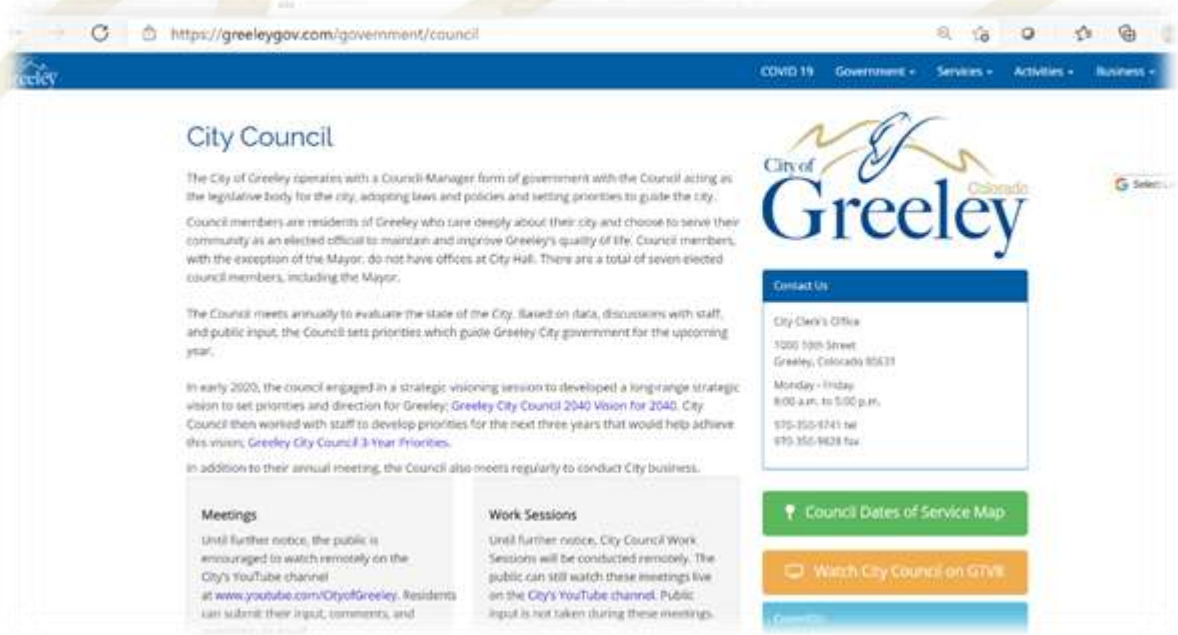 https://greeleygov.com/government/council
COVID 19 Government Services Activities Business
City Council
The City of Greeley operates with a Council-Manager form of government with the Council acting as
the legislative body for the city, adopting laws and policies and setting priorities to guide the city.
Council members are residents of Greeley who care deeply about their city and choose to serve their
community as an elected official to maintain and improve Greeley's quality of life. Council members,
with the exception of the Mayor, do not have offices at City Hall. There are a total of seven elected
council members, including the Mayor.
The Council meets annually to evaluate the state of the City. Based on data, discussions with staff,
and public input, the Council sets priorities which guide Greeley City government for the upcoming
year.
In early 2020, the council engaged in a strategic visioning session to developed a long-range strategic
vision to set priorities and direction for Greeley; Greeley City Council 2040 Vision for 2040. City
Council then worked with staff to develop priorities for the next three years that would help achieve
this vision; Greeley City Council 3-Year Priorities.
In addition to their annual meeting, the Council also meets regularly to conduct City business.
Meetings
Until further notice, the public is
encouraged to watch remotely on the
City's YouTube channel
at www.youtube.com/CityofGreeley. Residents
can submit their input, comments, and
Work Sessions
Until further notice, City Council Work
Sessions will be conducted remotely. The
public can still watch these meetings live
on the City's YouTube channel. Public
input is not taken during these meetings.
City of
Greeley
Colorado
Contact Us
City Clerk's Office
1000 10th Street
Greeley, Colorado 80631
Monday - Friday
8:00 a.m. to 5:00 p.m.
970-350-9741 tel
970-350-9828 fax
Council Dates of Service Map
Watch City Council on GTV8
G Select